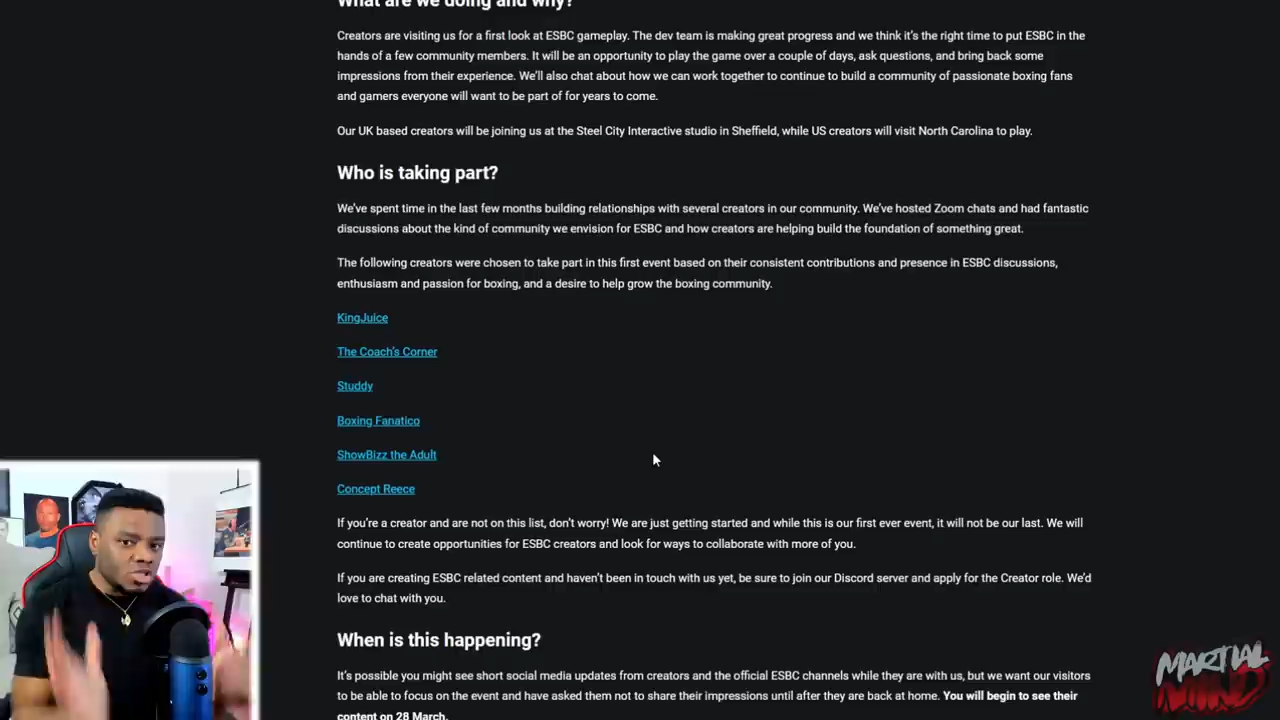 What are we doing and why?
Creators are visiting us for a first look at ESBC gameplay. The dev team is making great progress and we think it's the right time to put ESBC in the
hands of a few community members. It will be an opportunity to play the game over a couple of days, ask questions, and bring back some
impressions from their experience. We'll also chat about how we can work together to continue to build a community of passionate boxing fans
and gamers everyone will want to be part of for years to come.
Our UK based creators will be joining us at the Steel City Interactive studio in Sheffield, while US creators will visit North Carolina to play.
Who is taking part?
We've spent time in the last few months building relationships with several creators in our community. We've hosted Zoom chats and had fantastic
discussions about the kind of community we envision for ESBC and how creators are helping build the foundation of something great.
The following creators were chosen to take part in this first event based on their consistent contributions and presence in ESBC discussions,
enthusiasm and passion for boxing, and a desire to help grow the boxing community.
KingJuice
The Coach's Corner
Studdy
Boxing Fanatico
ShowBizz the Adult
Concept Reece
If you're a creator and are not on this list, don't worry! We are just getting started and while this is our first ever event, it will not be our last. We will
continue to create opportunities for ESBC creators and look for ways to collaborate with more of you.
If you are creating ESBC related content and haven't been in touch with us yet, be sure to join our Discord server and apply for the Creator role. We'd
love to chat with you.
When is this happening?
It's possible you might see short social media updates from creators and the official ESBC channels while they are with us, but we want our visitors
to be able to focus on the event and have asked them not to share their impressions until after they are back at home. You will begin to see their
content on 28 March.
MARTIAL
MIND